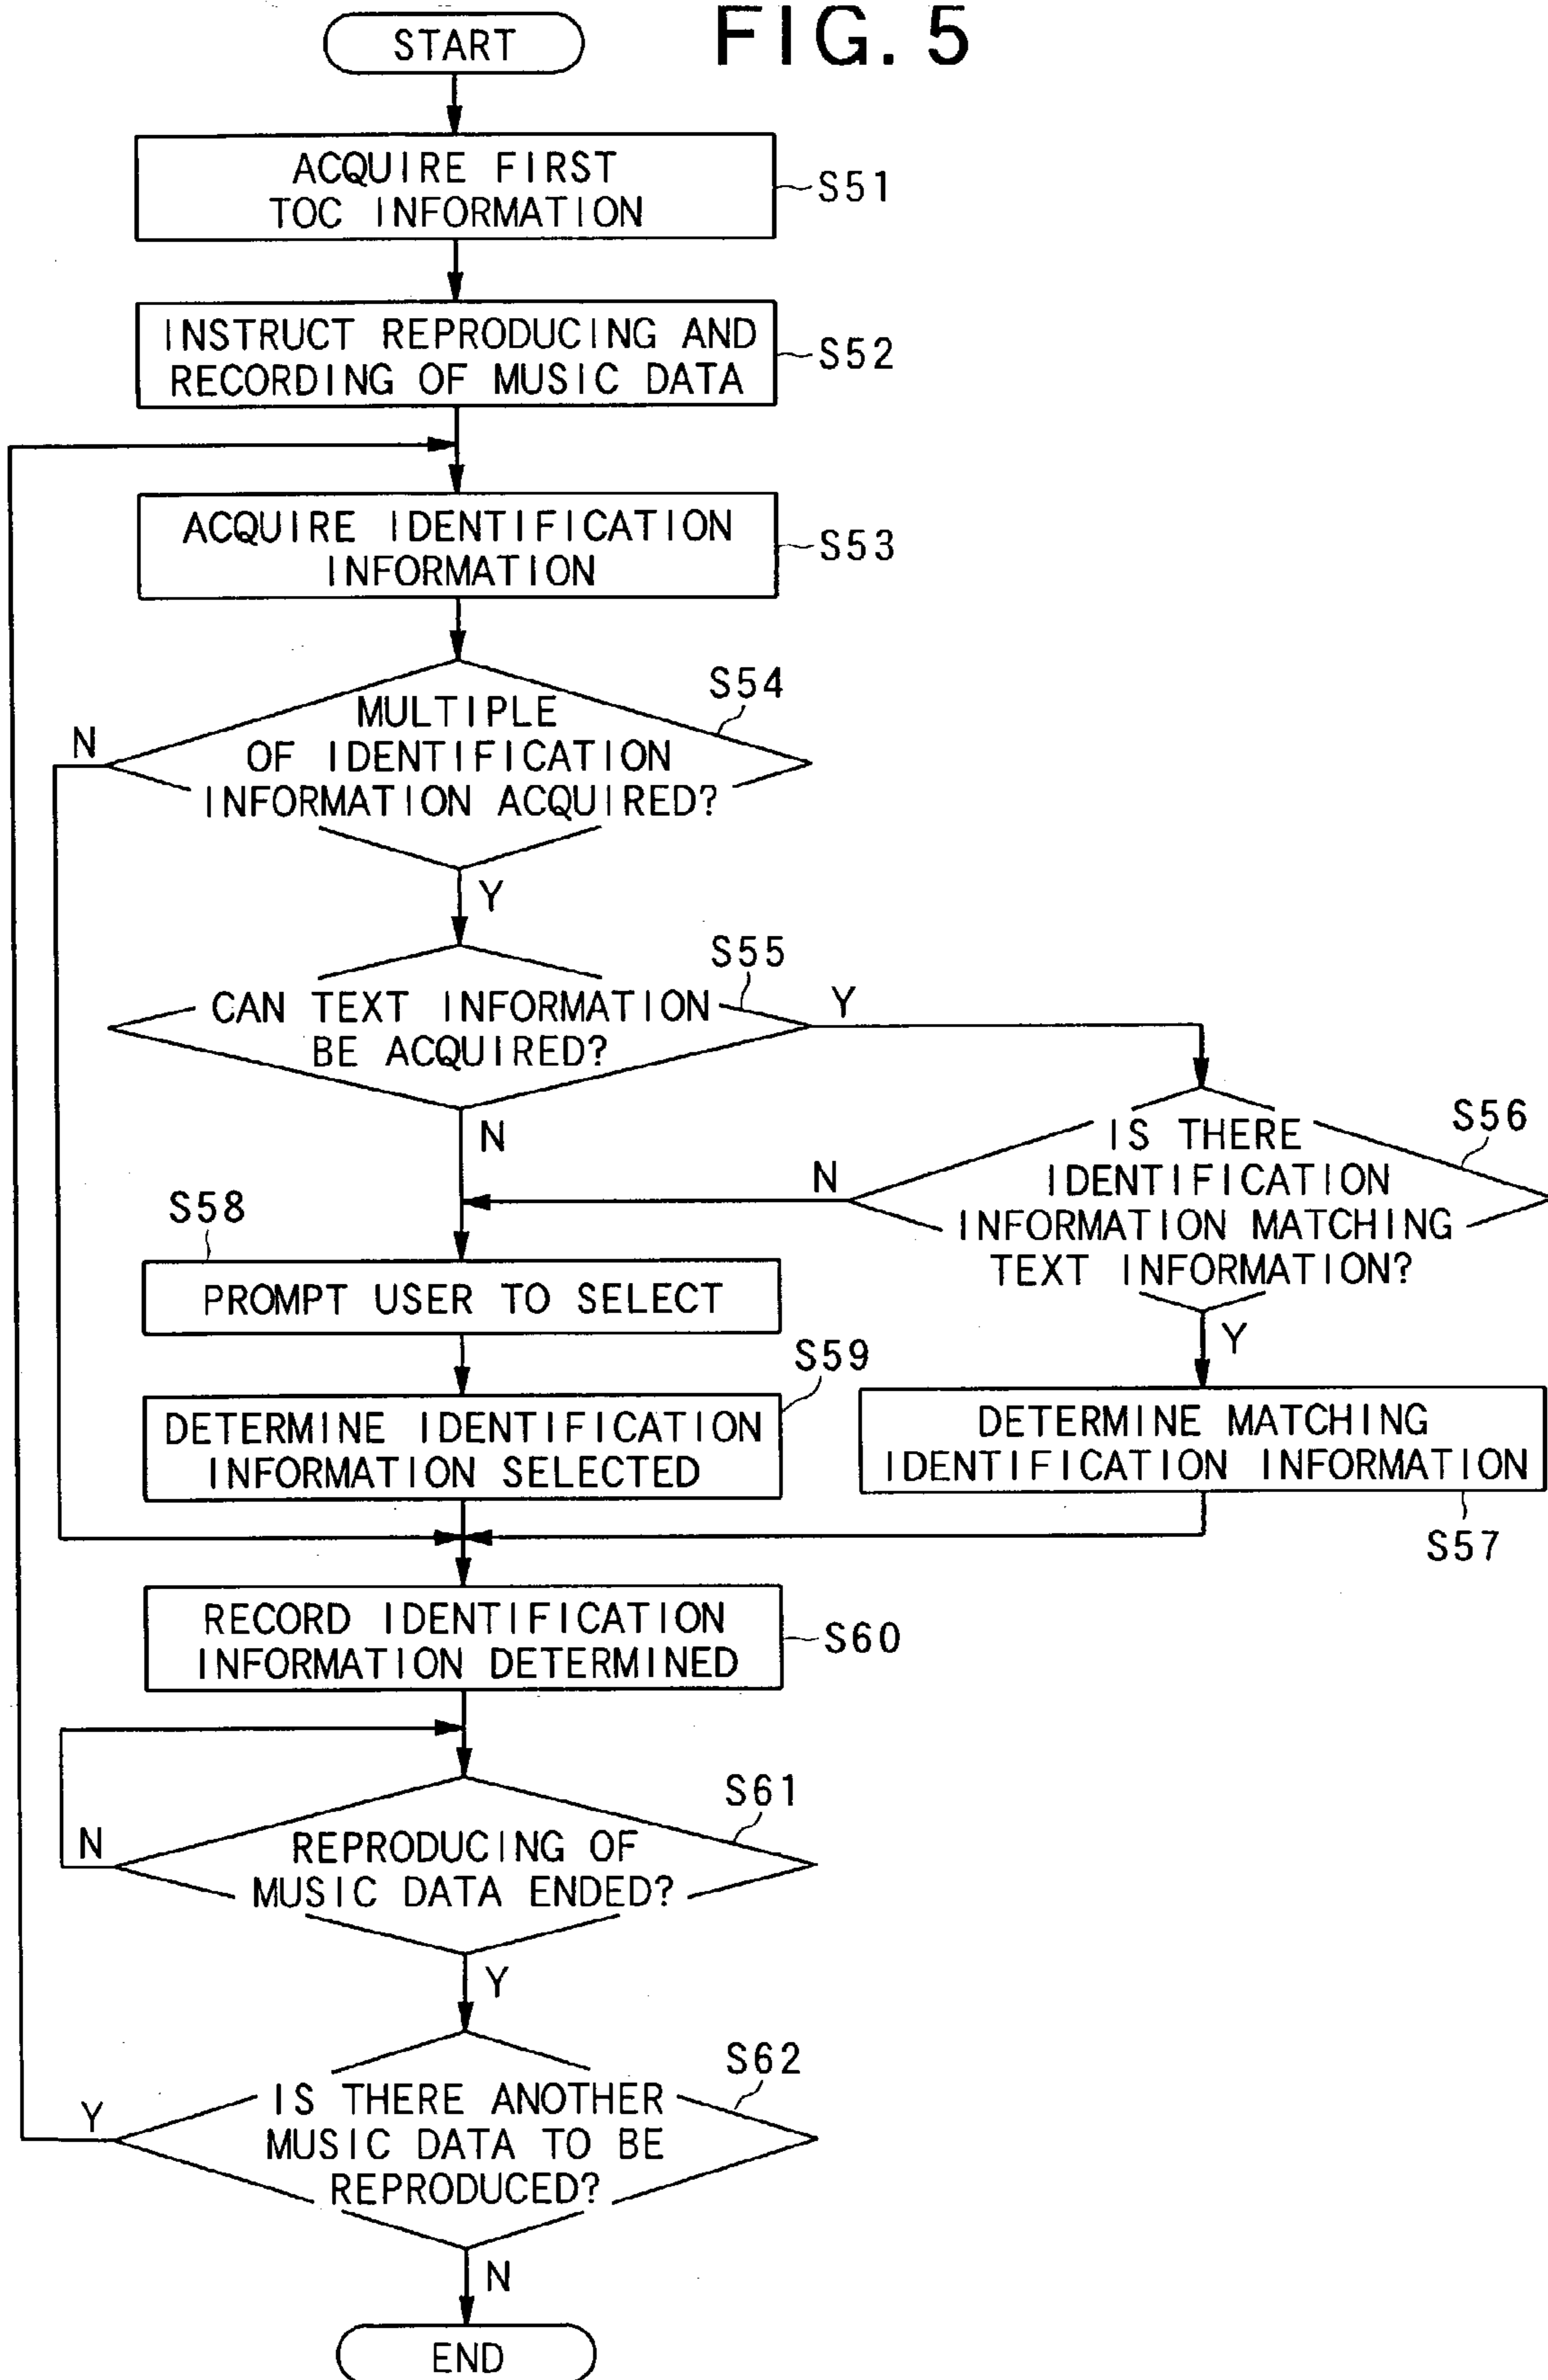 FIG. 5
START
ACQUIRE FIRST
TOC INFORMATION
S51
INSTRUCT REPRODUCING AND
RECORDING OF MUSIC DATA
S52
ACQUIRE IDENTIFICATION
INFORMATION
S53
S54
MULTIPLE
OF IDENTIFICATION
INFORMATION ACQUIRED?
N
Y
S55
CAN TEXT INFORMATION
BE ACQUIRED?
Y
N
S56
IS THERE
IDENTIFICATION
INFORMATION MATCHING
TEXT INFORMATION?
N
Y
S58
PROMPT USER TO SELECT
S59
DETERMINE IDENTIFICATION
INFORMATION SELECTED
DETERMINE MATCHING
IDENTIFICATION INFORMATION
S57
RECORD IDENTIFICATION
INFORMATION DETERMINED
S60
S61
REPRODUCING OF
MUSIC DATA ENDED?
N
Y
S62
IS THERE ANOTHER
MUSIC DATA TO BE
REPRODUCED?
Y
N
END